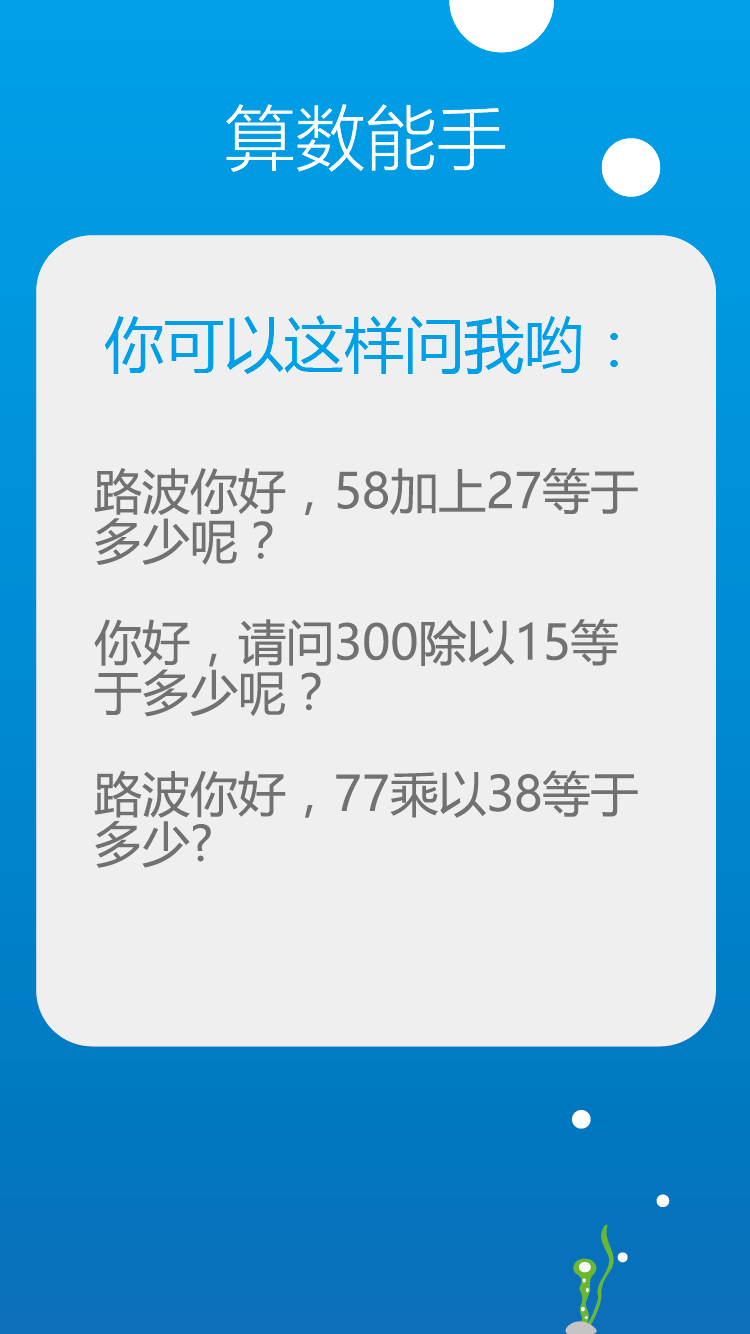 算数能手
你可以这样问我哟：
路波你好，58加上27等于
多少呢？
你好，请问300除以15等
于多少呢？
路波你好，77乘以38等于
多少?